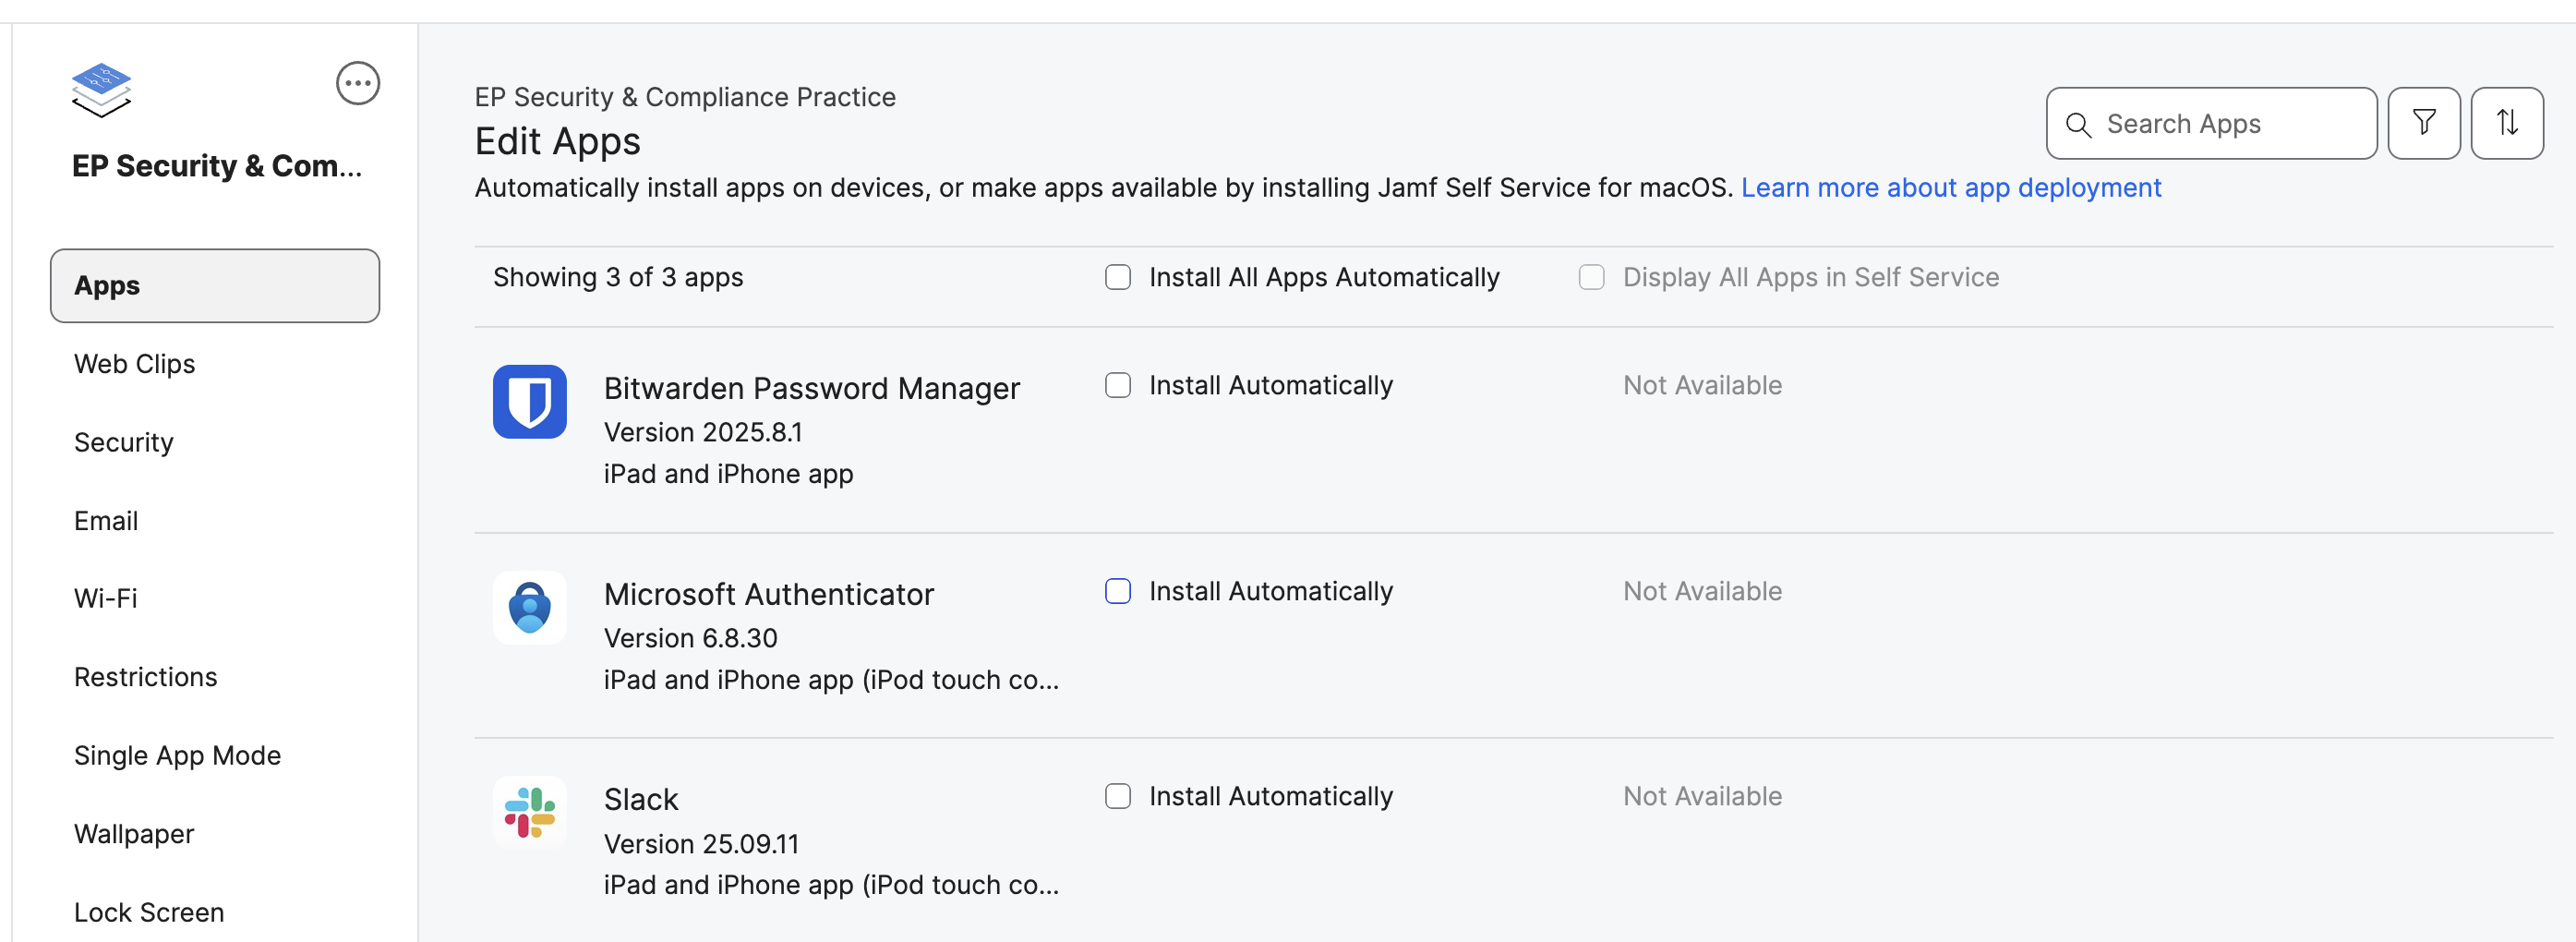 EP Security & Com...
Apps
Web Clips
Security
Email
Wi-Fi
Restrictions
Single App Mode
Wallpaper
Lock Screen
EP Security & Compliance Practice
Edit Apps
Automatically install apps on devices, or make apps available by installing Jamf Self Service for macOS. Learn more about app deployment
Search Apps
Showing 3 of 3 apps
Install All Apps Automatically
Display All Apps in Self Service
Bitwarden Password Manager
Version 2025.8.1
iPad and iPhone app
Install Automatically
Not Available
Microsoft Authenticator
Version 6.8.30
iPad and iPhone app (iPod touch co...
Install Automatically
Not Available
Slack
Version 25.09.11
iPad and iPhone app (iPod touch co...
Install Automatically
Not Available